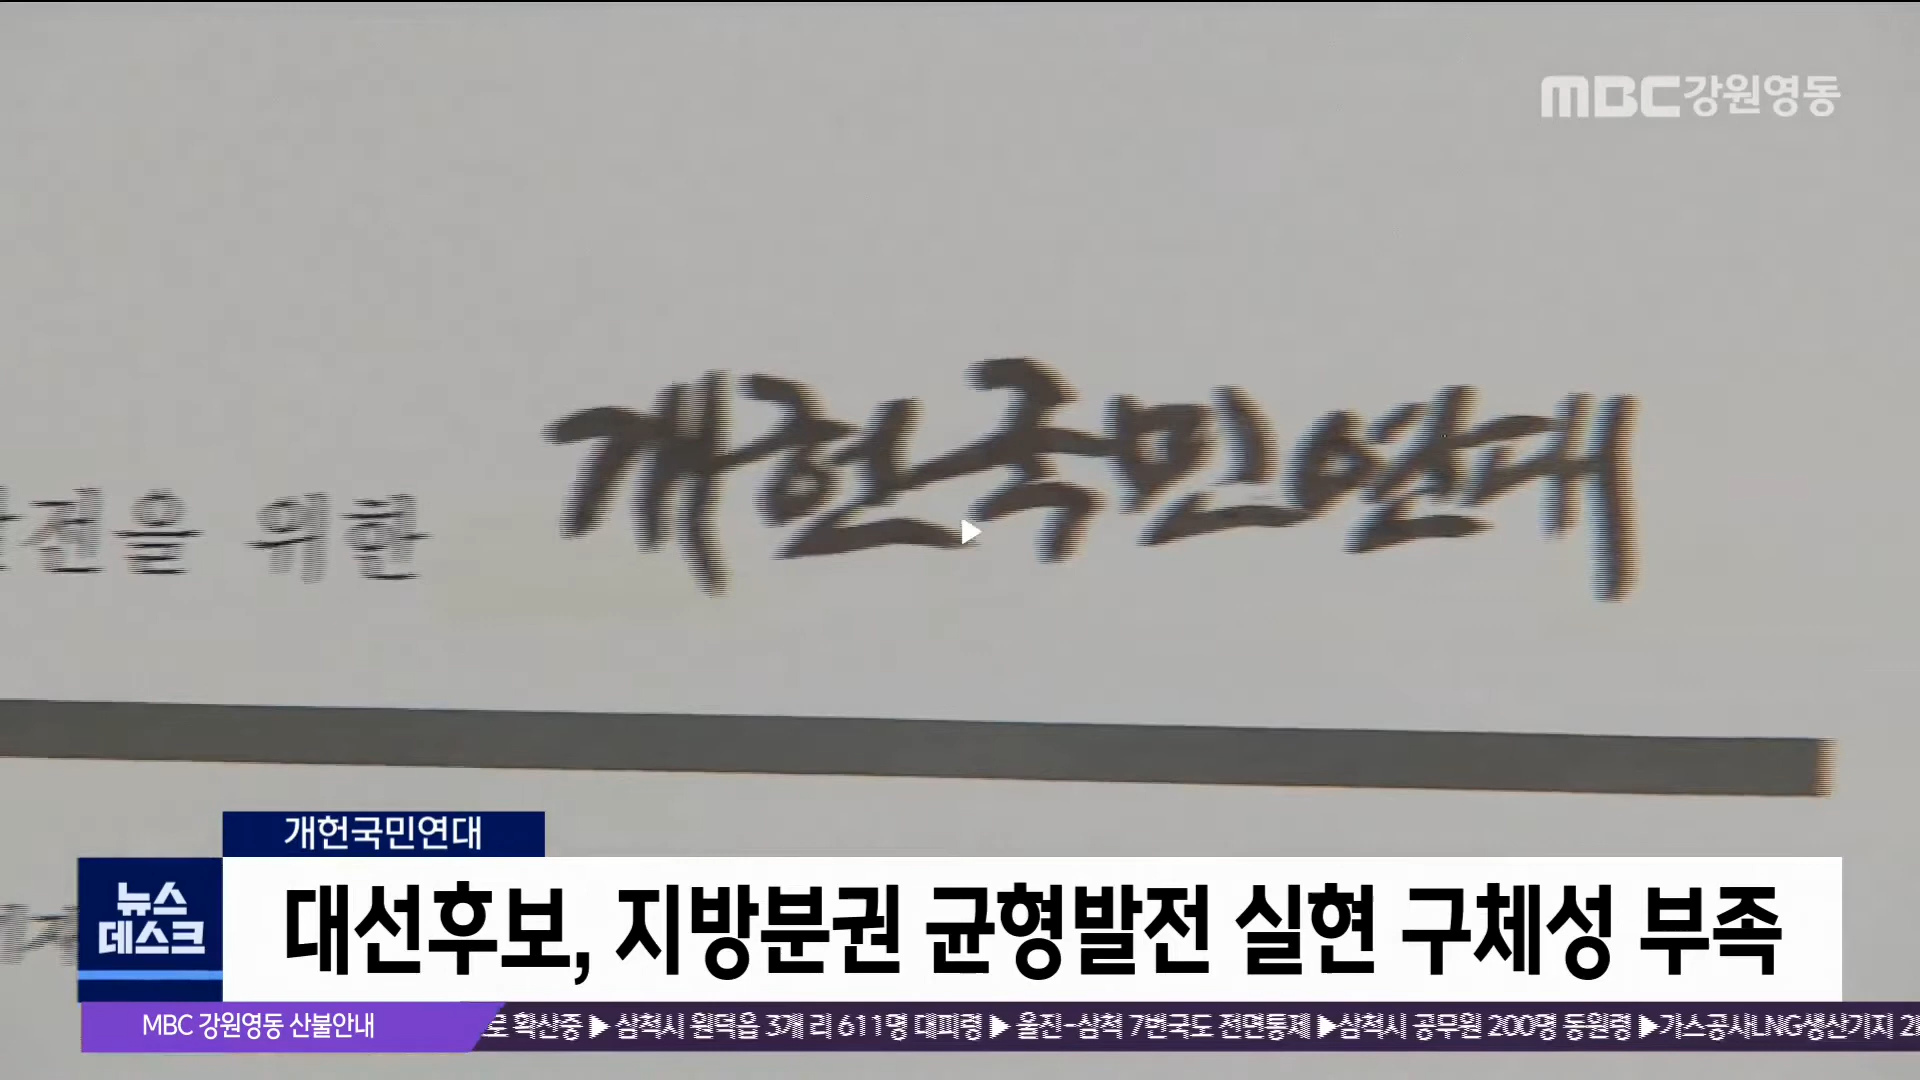 MBC강원영동
개헌국민연대
전을 위한
개헌국민연대
뉴스
데스크
대선후보, 지방분권 균형발전 실현 구체성 부족
MBC 강원영동 산불안내
로 확산중 ▶ 삼척시 원덕읍 3개 리 611명 대피령 ▶ 울진-삼척 7번국도 전면통제 ▶삼척시 공무원 200명 동원령 ▶가스공사LNG생산기지